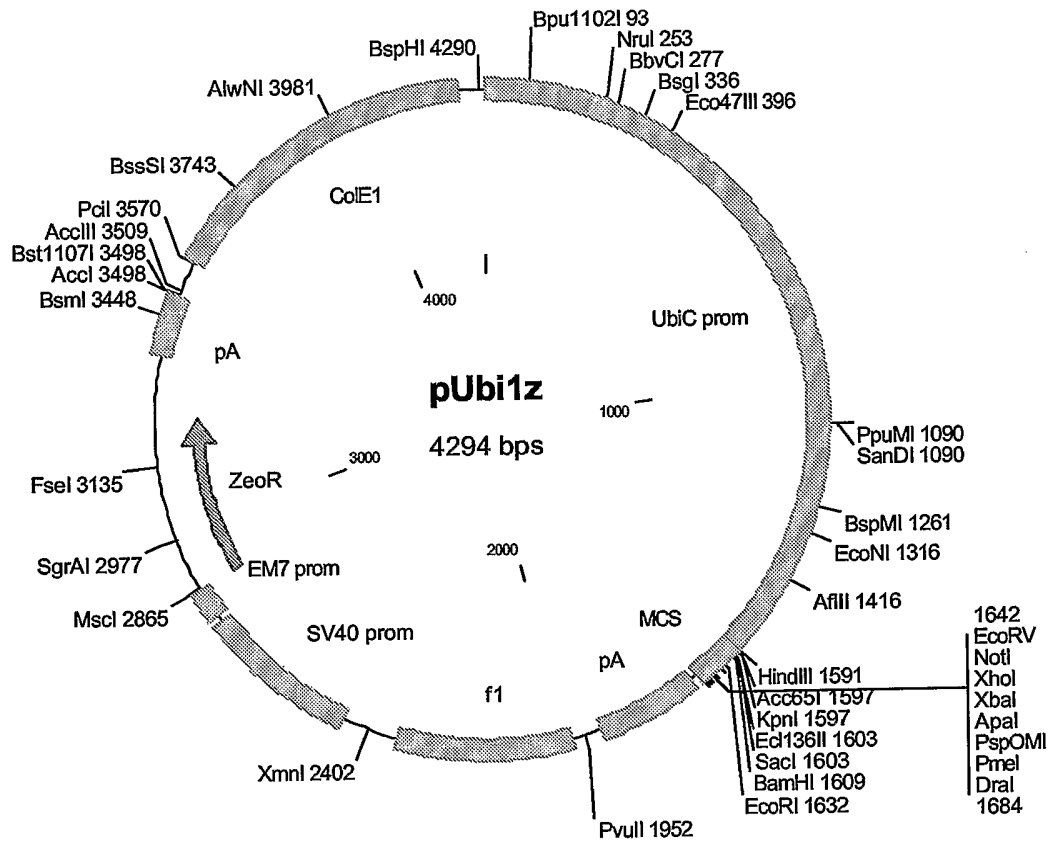 Bpu1102I 93
NruI 253
BbvCI 277
BsgI 336
Eco47III 396
BspHI 4290
AlwNI 3981
BssSI 3743
PciI 3570
AccIII 3509
Bst1107I 3498
AccI 3498
BsmI 3448
ColE1
4000
UbiC prom
pA
pUbi1z
4294 bps
1000
PpuMI 1090
SanDI 1090
3000
ZeoR
FseI 3135
BspMI 1261
EcoNI 1316
SgrAI 2977
EM7 prom
2000
MscI 2865
AflII 1416
SV40 prom
MCS
pA
f1
HindIII 1591
Acc65I 1597
KpnI 1597
Ecl136II 1603
SacI 1603
BamHI 1609
EcoRI 1632
1642
EcoRV
NotI
XhoI
XbaI
ApaI
PspOMI
PmeI
DraI
1684
XmnI 2402
PvuII 1952